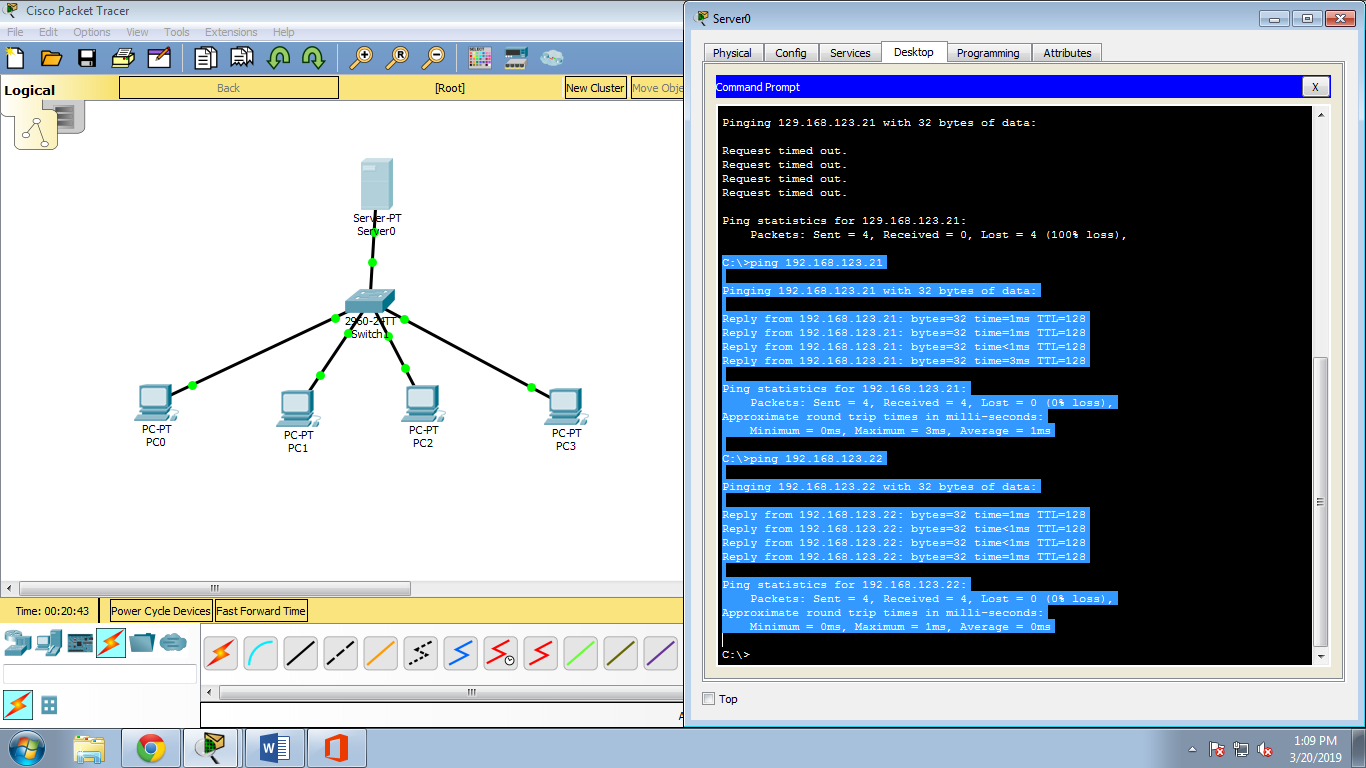 Cisco Packet Tracer
File Edit Options View Tools Extensions Help
Logical
Back
[Root]
New Cluster
Move Obje
Server-PT
Server0
2960-24TT
Switch1
PC-PT
PC0
PC-PT
PC1
PC-PT
PC2
PC-PT
PC3
Time: 00:20:43
Power Cycle Devices
Fast Forward Time
Server0
Physical Config Services Desktop Programming Attributes
Command Prompt
X
Pinging 129.168.123.21 with 32 bytes of data:
Request timed out.
Request timed out.
Request timed out.
Request timed out.
Ping statistics for 129.168.123.21:
Packets: Sent = 4, Received = 0, Lost = 4 (100% loss),
C:\>ping 192.168.123.21
Pinging 192.168.123.21 with 32 bytes of data:
Reply from 192.168.123.21: bytes=32 time=1ms TTL=128
Reply from 192.168.123.21: bytes=32 time=1ms TTL=128
Reply from 192.168.123.21: bytes=32 time<1ms TTL=128
Reply from 192.168.123.21: bytes=32 time=3ms TTL=128
Ping statistics for 192.168.123.21:
Packets: Sent = 4, Received = 4, Lost = 0 (0% loss),
Approximate round trip times in milli-seconds:
Minimum = 0ms, Maximum = 3ms, Average = 1ms
C:\>ping 192.168.123.22
Pinging 192.168.123.22 with 32 bytes of data:
Reply from 192.168.123.22: bytes=32 time=1ms TTL=128
Reply from 192.168.123.22: bytes=32 time<1ms TTL=128
Reply from 192.168.123.22: bytes=32 time<1ms TTL=128
Reply from 192.168.123.22: bytes=32 time=1ms TTL=128
Ping statistics for 192.168.123.22:
Packets: Sent = 4, Received = 4, Lost = 0 (0% loss),
Approximate round trip times in milli-seconds:
Minimum = 0ms, Maximum = 1ms, Average = 0ms
C:\>
Top
1:09 PM
3/20/2019